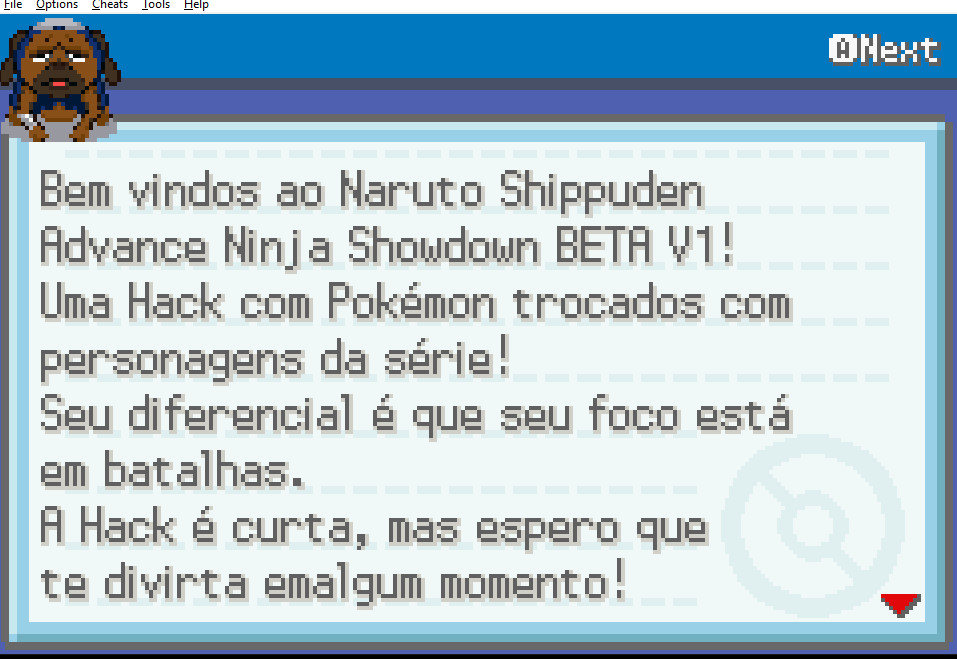 File Options Cheats Tools Help
ⒶNext
Bem vindos ao Naruto Shippuden
Advance Ninja Showdown BETA V1!
Uma Hack com Pokémon trocados com
personagens da série!
Seu diferencial é que seu foco está
em batalhas.
A Hack é curta, mas espero que
te divirta emalgum momento!